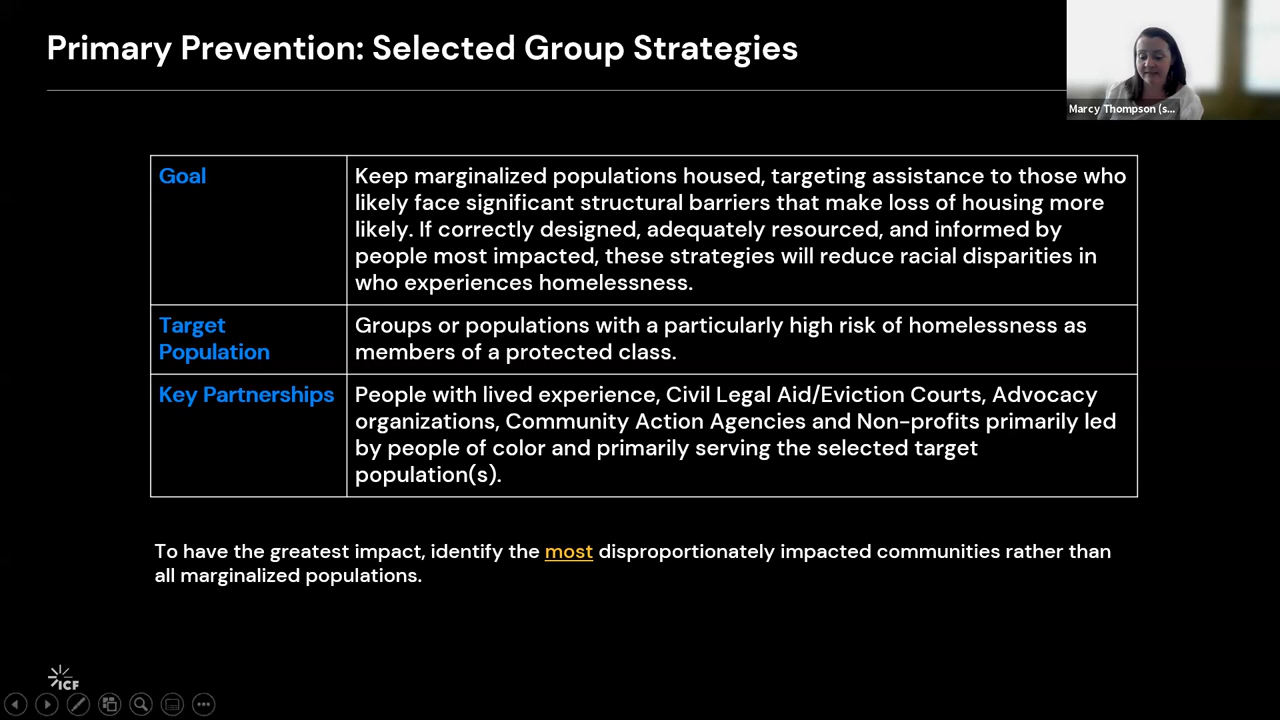 Primary Prevention: Selected Group Strategies
Marcy Thompson (s...
Goal
Keep marginalized populations housed, targeting assistance to those who
likely face significant structural barriers that make loss of housing more
likely. If correctly designed, adequately resourced, and informed by
people most impacted, these strategies will reduce racial disparities in
who experiences homelessness.
Target
Population
Groups or populations with a particularly high risk of homelessness as
members of a protected class.
Key Partnerships
People with lived experience, Civil Legal Aid/Eviction Courts, Advocacy
organizations, Community Action Agencies and Non-profits primarily led
by people of color and primarily serving the selected target
population(s).
To have the greatest impact, identify the most disproportionately impacted communities rather than
all marginalized populations.
ICF